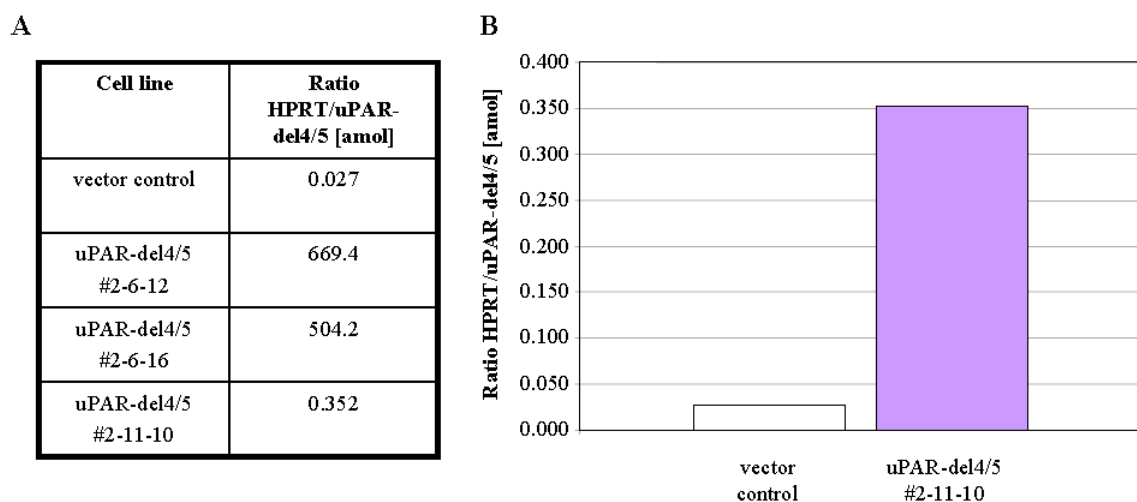 A
Cell line
Ratio
HPRT/uPAR-
del4/5 [amol]
vector control
0.027
uPAR-del4/5
#2-6-12
669.4
uPAR-del4/5
#2-6-16
504.2
uPAR-del4/5
#2-11-10
0.352
B
Ratio HPRT/uPAR-del4/5 [amol]
0.400
0.350
0.300
0.250
0.200
0.150
0.100
0.050
0.000
vector
control
uPAR-del4/5
#2-11-10